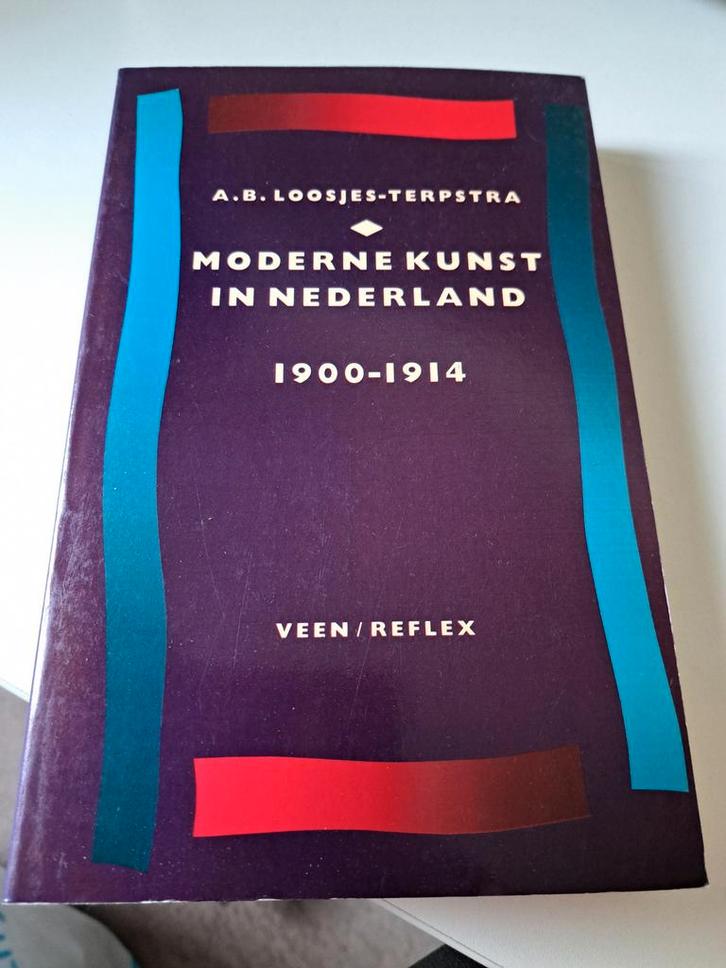 A.B. LOOSJES-TERPSTRA
MODERNE KUNST
IN NEDERLAND
1900-1914
VEEN / REFLEX